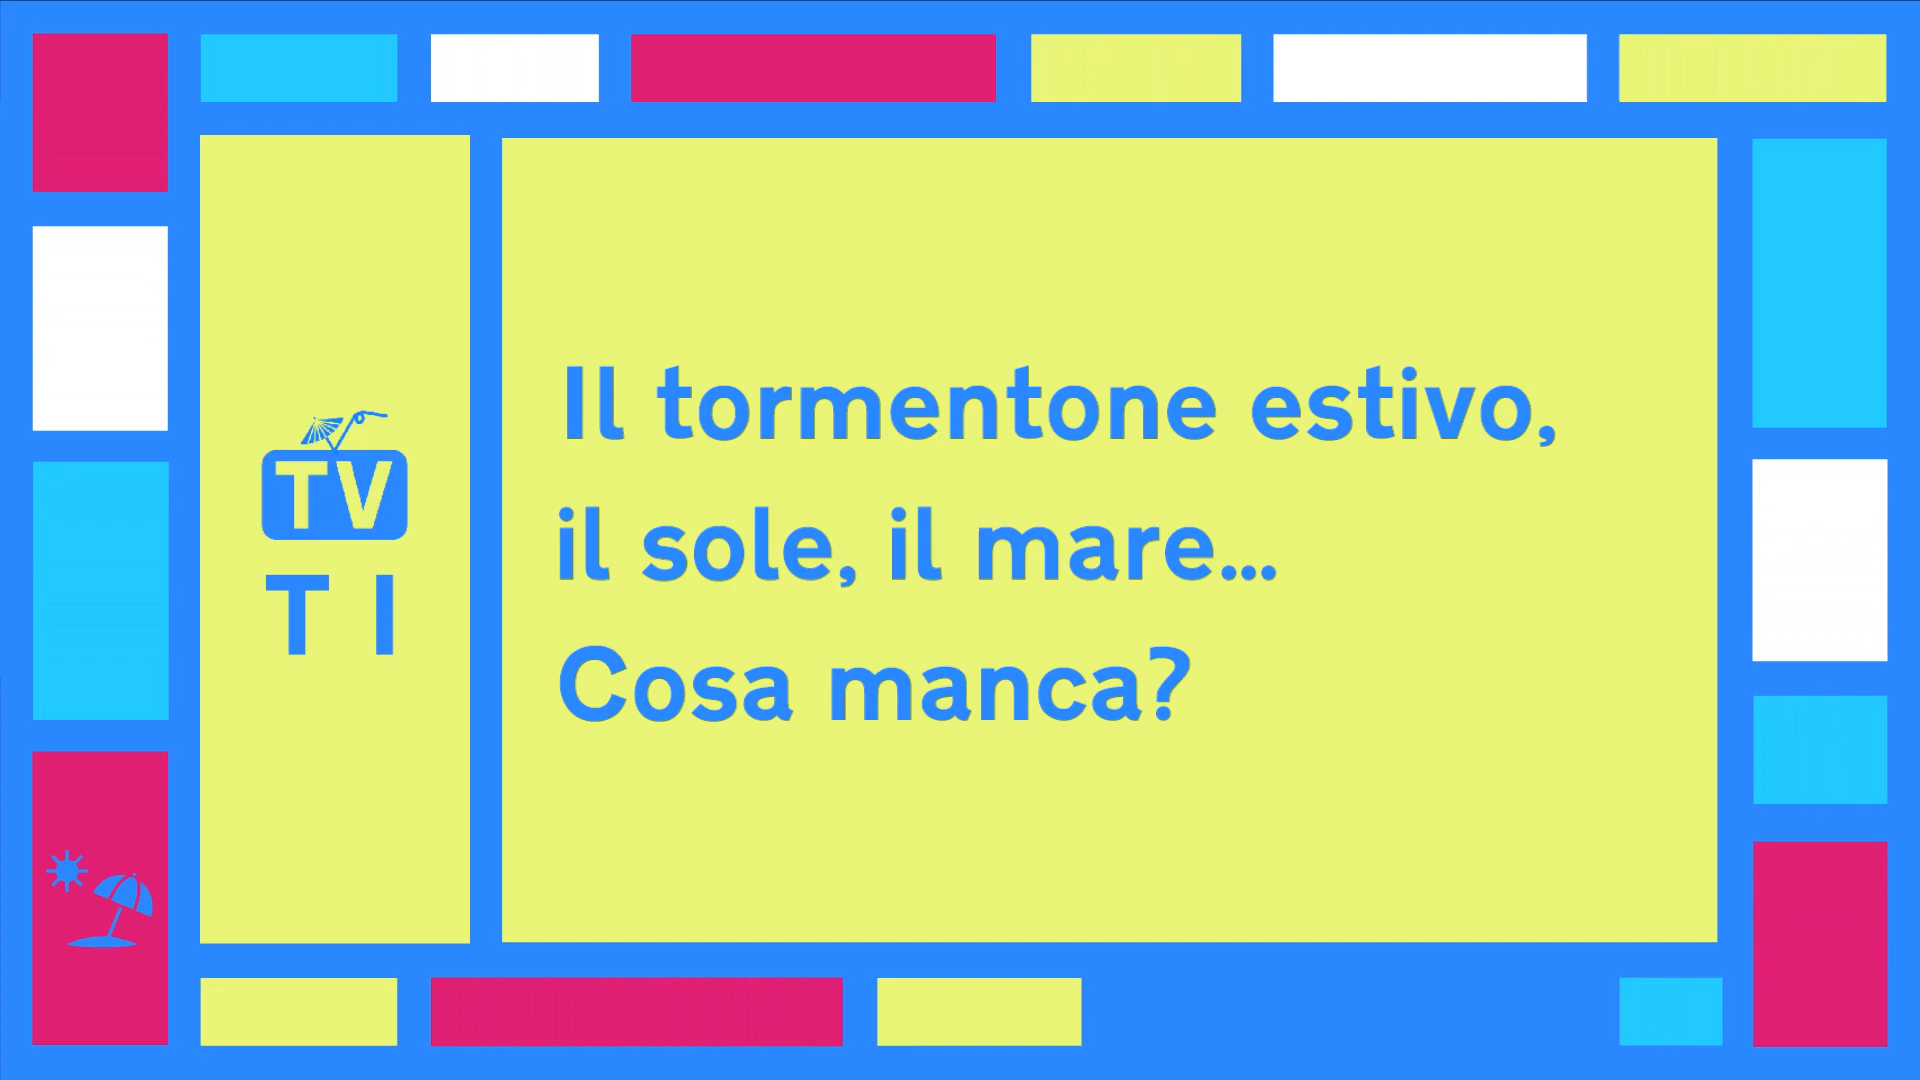 TV
T I
Il tormentone estivo,
il sole, il mare...
Cosa manca?